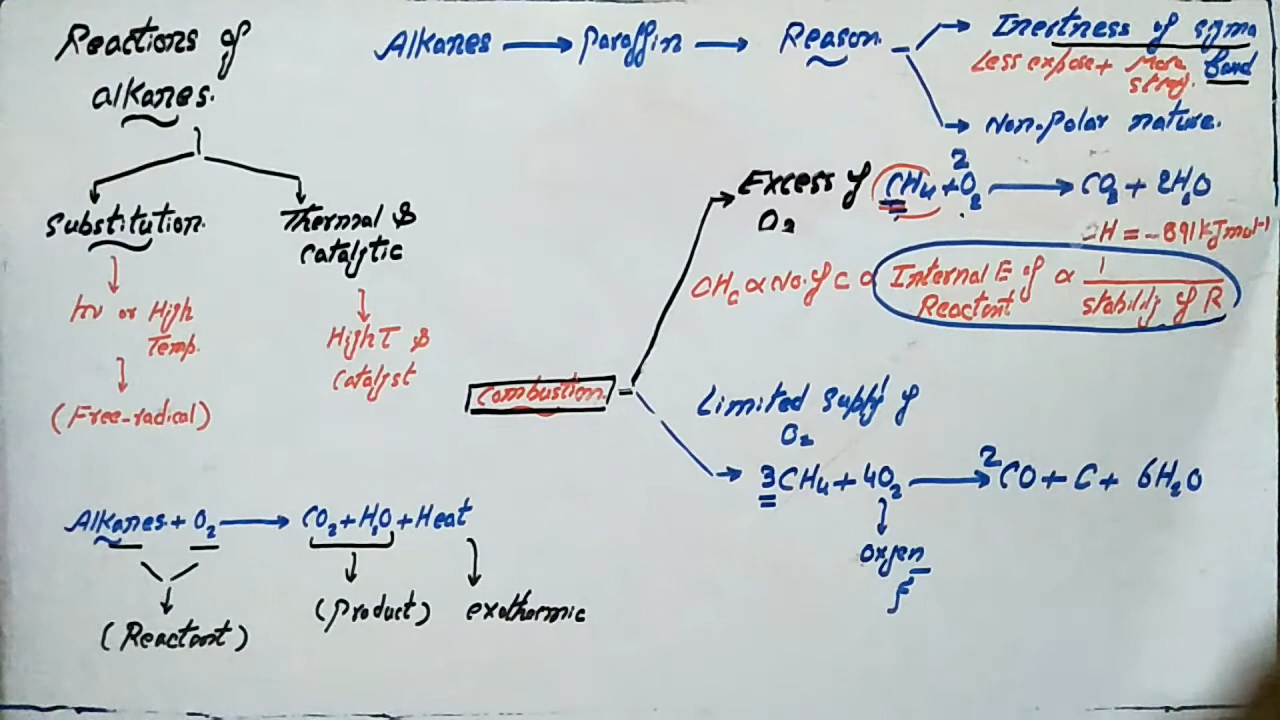 Reactions of
alkanes.
Alkanes → Paraffin → Reason
Inertness of sigma
Less expose + More
strong. Bond
Non-polar nature.
Substitution
hν or High
Temp.
(Free-radical)
Thermal &
Catalytic
High T &
Catalyst
Combustion
Excess of
O₂
CH₄ + 2O₂ → CO₂ + 2H₂O
ΔH = -891 kJmol⁻¹
ΔHc ∝ No. of C ∝ Internal E of Reactant ∝ 1/stability of R
Limited Supply of
O₂
3CH₄ + 4O₂ → 2CO + C + 6H₂O
Alkanes + O₂ → CO₂ + H₂O + Heat
(Reactant)
(Product)
exothermic